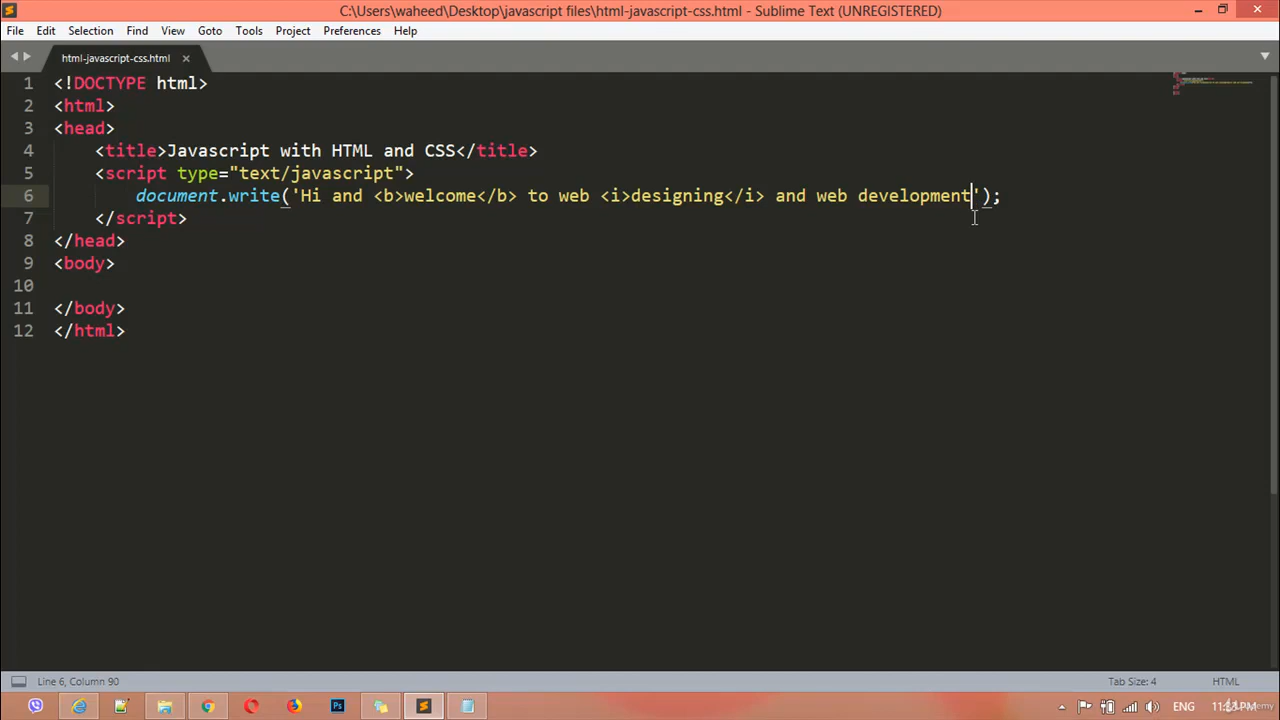 C:\Users\waheed\Desktop\javascript files\html-javascript-css.html - Sublime Text (UNREGISTERED)
File Edit Selection Find View Goto Tools Project Preferences Help
html-javascript-css.html
1 <!DOCTYPE html>
2 <html>
3 <head>
4 <title>Javascript with HTML and CSS</title>
5 <script type="text/javascript">
6 document.write('Hi and <b>welcome</b> to web <i>designing</i> and web development');
7 </script>
8 </head>
9 <body>
10
11 </body>
12 </html>
Line 6, Column 90 Tab Size: 4 HTML
Ps ENG